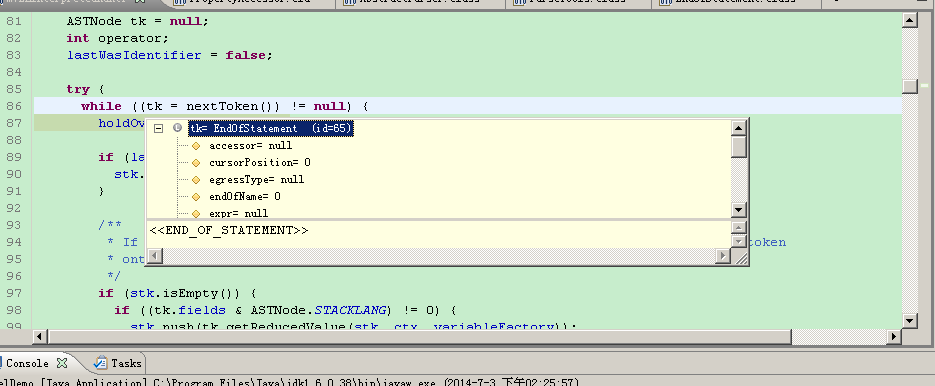 81 ASTNode tk = null;
82 int operator;
83 lastWasIdentifier = false;
84
85 try {
86 while ((tk = nextToken()) != null) {
87 holdOv
tk= EndOfStatement (id=65)
88
accessor= null
89 if (la
cursorPosition= 0
90 stk.
egressType= null
91 }
endOfName= 0
92
expr= null
93 /**
<<END_OF_STATEMENT>>
94 * If token
95 * ont
96 */
97 if (stk.isEmpty()) {
98 if ((tk.fields & ASTNode.STACKLANG) != 0) {
99 stk.push(tk.getReducedValue(stk, ctx, variableFactory));
Console Tasks
elDemo [Java Application] C:\Program Files\Java\jdk1.6.0_38\bin\javaw.exe (2014-7-3 下午02:25:57)